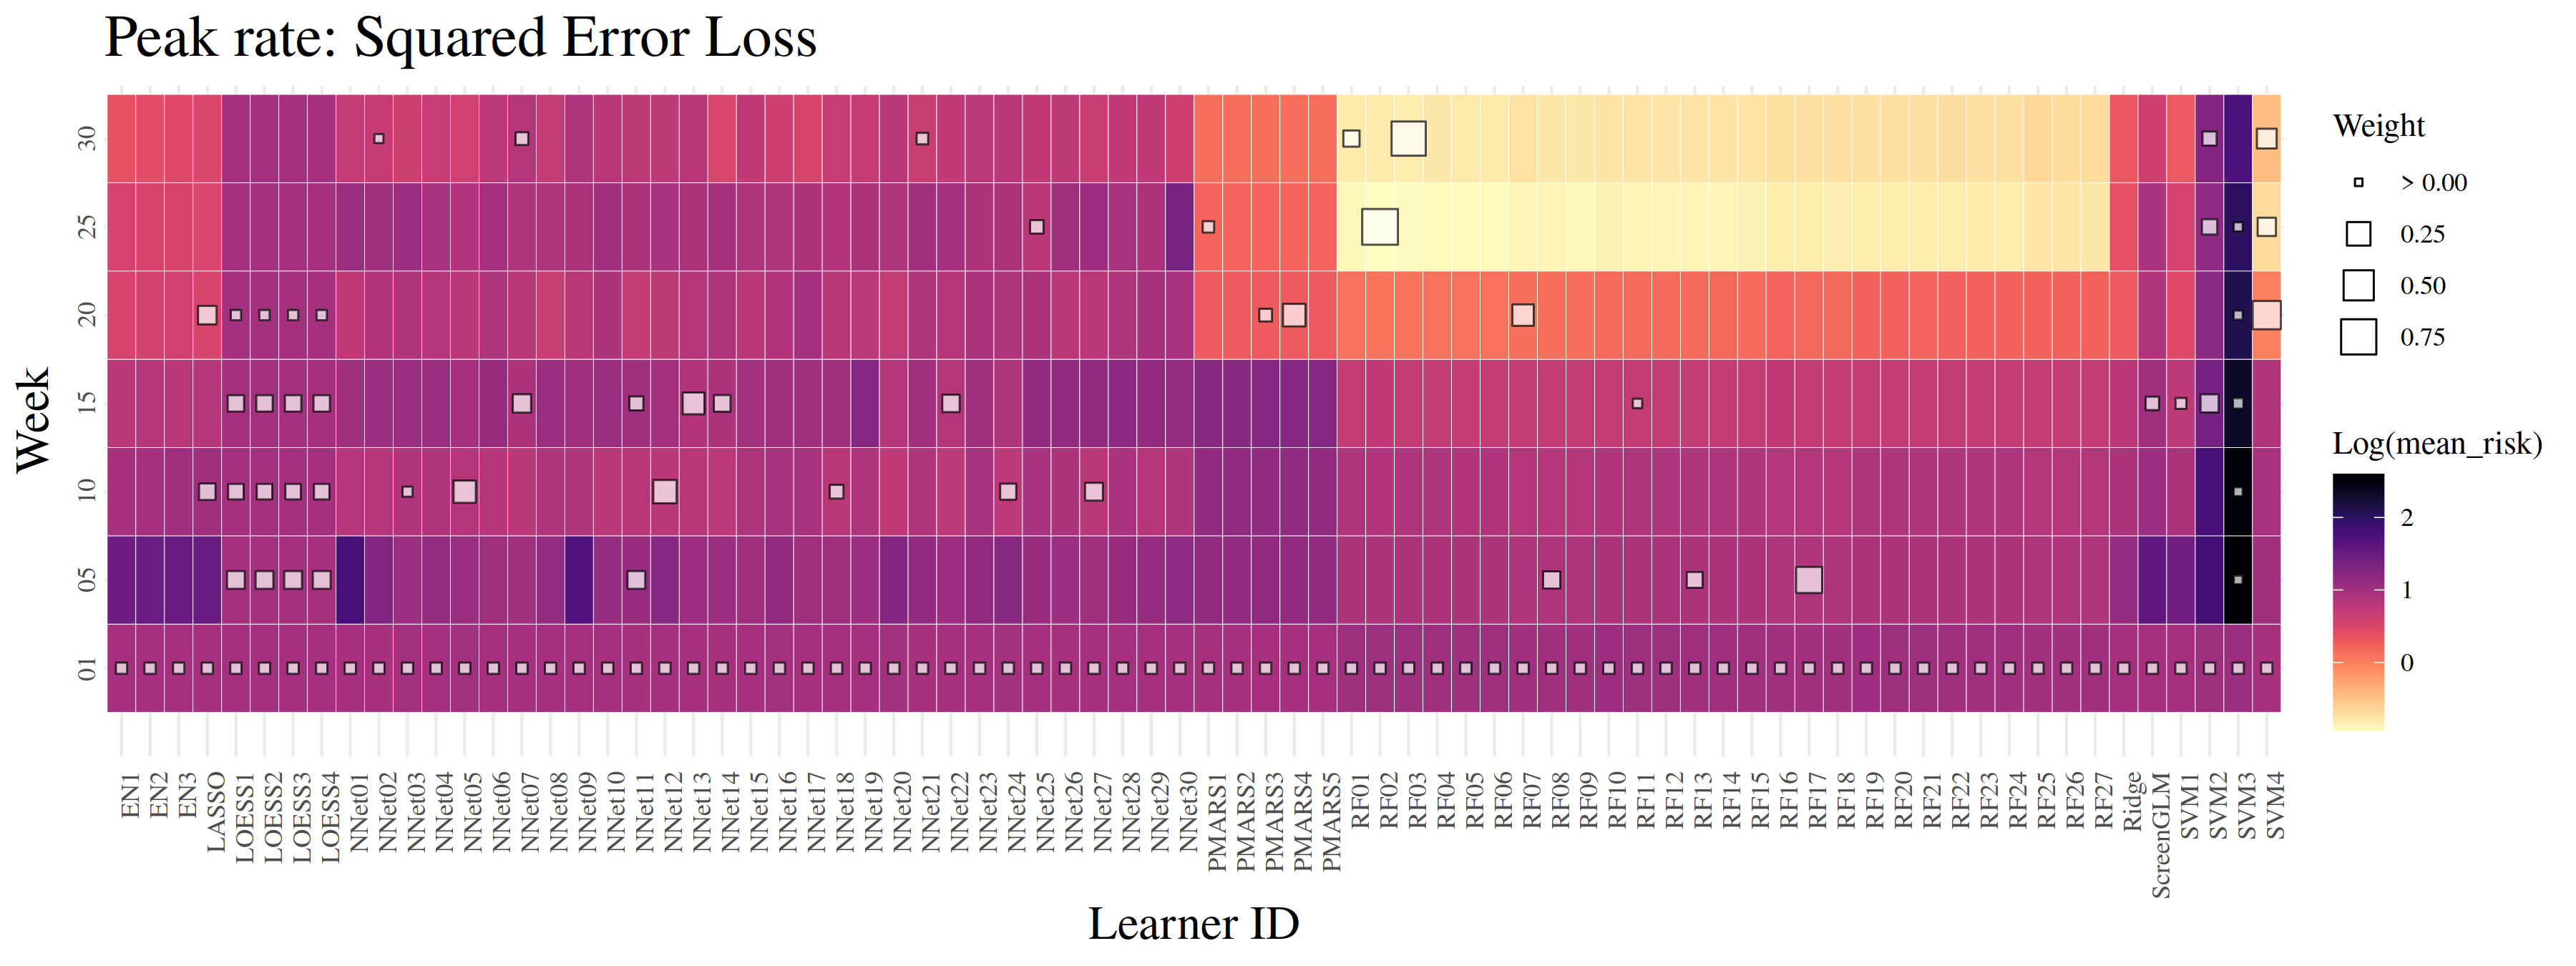 Peak rate: Squared Error Loss
Week
30
25
20
15
10
05
01
EN1
EN2
EN3
LASSO
LOESS1
LOESS2
LOESS3
LOESS4
NNet01
NNet02
NNet03
NNet04
NNet05
NNet06
NNet07
NNet08
NNet09
NNet10
NNet11
NNet12
NNet13
NNet14
NNet15
NNet16
NNet17
NNet18
NNet19
NNet20
NNet21
NNet22
NNet23
NNet24
NNet25
NNet26
NNet27
NNet28
NNet29
NNet30
PMARS1
PMARS2
PMARS3
PMARS4
PMARS5
RF01
RF02
RF03
RF04
RF05
RF06
RF07
RF08
RF09
RF10
RF11
RF12
RF13
RF14
RF15
RF16
RF17
RF18
RF19
RF20
RF21
RF22
RF23
RF24
RF25
RF26
RF27
Ridge
ScreenGLM
SVM1
SVM2
SVM3
SVM4
Learner ID
Weight
> 0.00
0.25
0.50
0.75
Log(mean_risk)
2
1
0